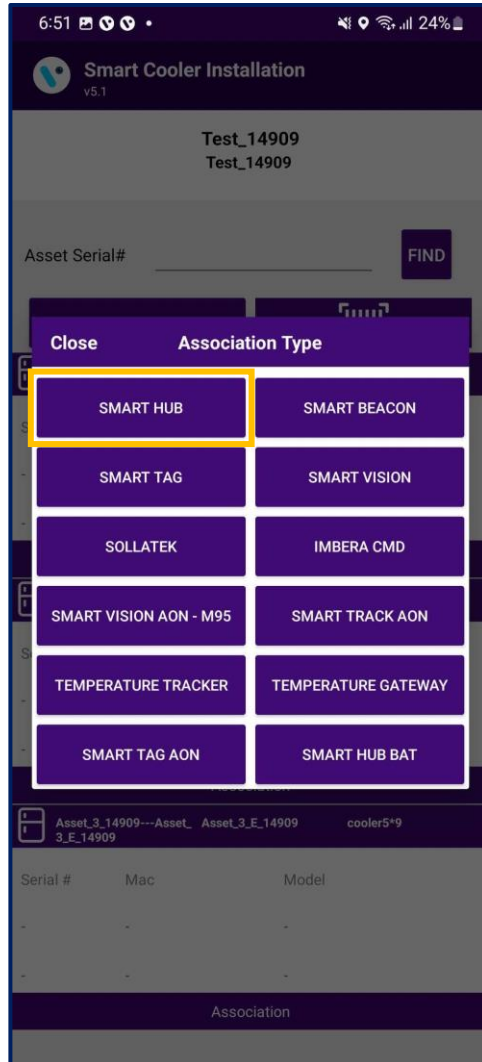 6:51
24%
Smart Cooler Installation
v5.1
Test_14909
Test_14909
Asset Serial#
FIND
Close Association Type
SMART HUB SMART BEACON
SMART TAG SMART VISION
SOLLATEK IMBERA CMD
SMART VISION AON - M95 SMART TRACK AON
TEMPERATURE TRACKER TEMPERATURE GATEWAY
SMART TAG AON SMART HUB BAT
Asset_3_14909---Asset_ Asset_3_E_14909 cooler5*9
3_E_14909
Serial # Mac Model
- - -
- - -
Association